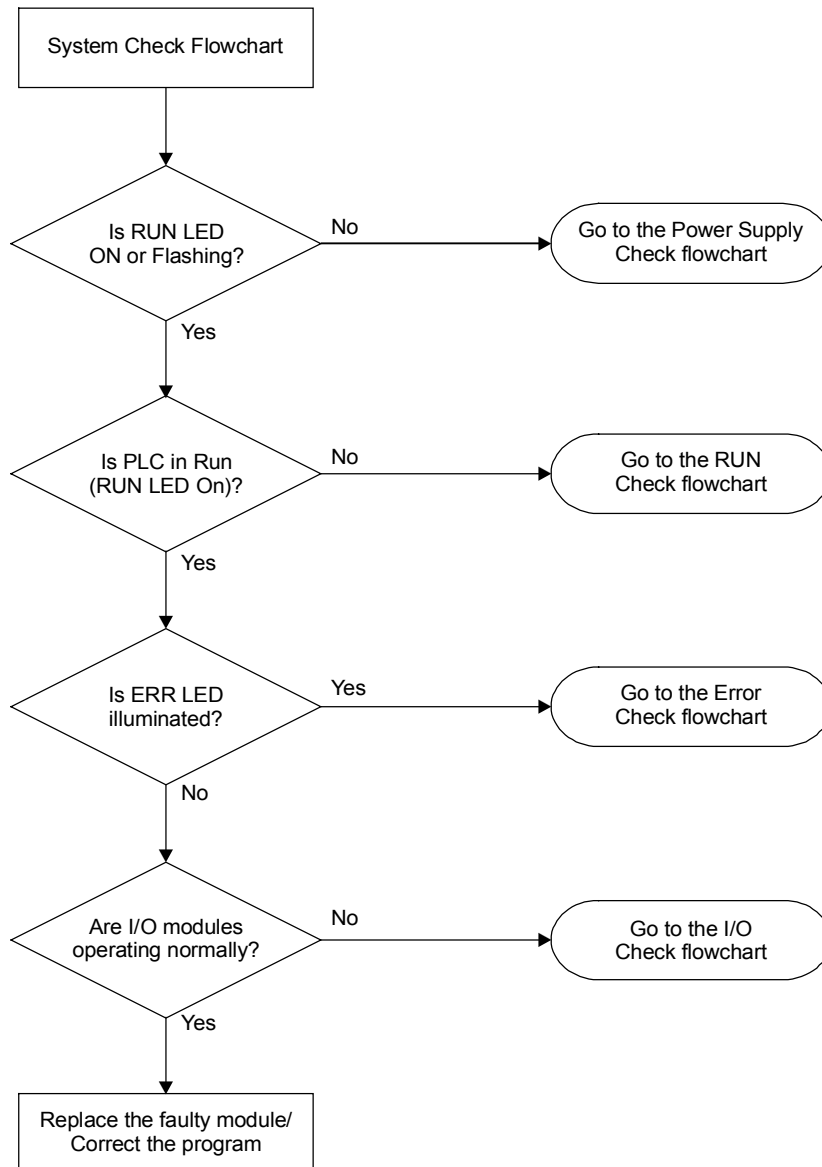 System Check Flowchart
Is RUN LED
ON or Flashing?
No
Go to the Power Supply
Check flowchart
Yes
Is PLC in Run
(RUN LED On)?
No
Go to the RUN
Check flowchart
Yes
Is ERR LED
illuminated?
Yes
Go to the Error
Check flowchart
No
Are I/O modules
operating normally?
No
Go to the I/O
Check flowchart
Yes
Replace the faulty module/
Correct the program